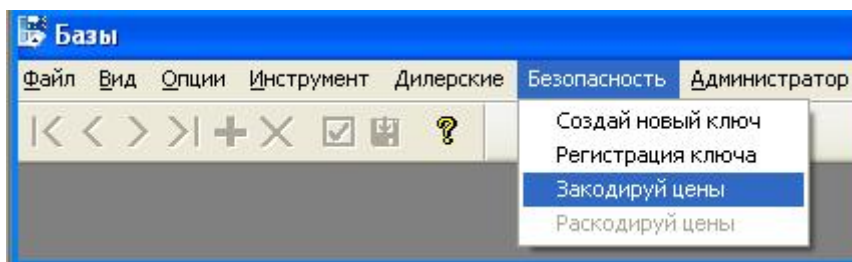 Базы
Файл Вид Опции Инструмент Дилерские Безопасность Администратор
Создай новый ключ
Регистрация ключа
Закодируй цены
Раскодируй цены